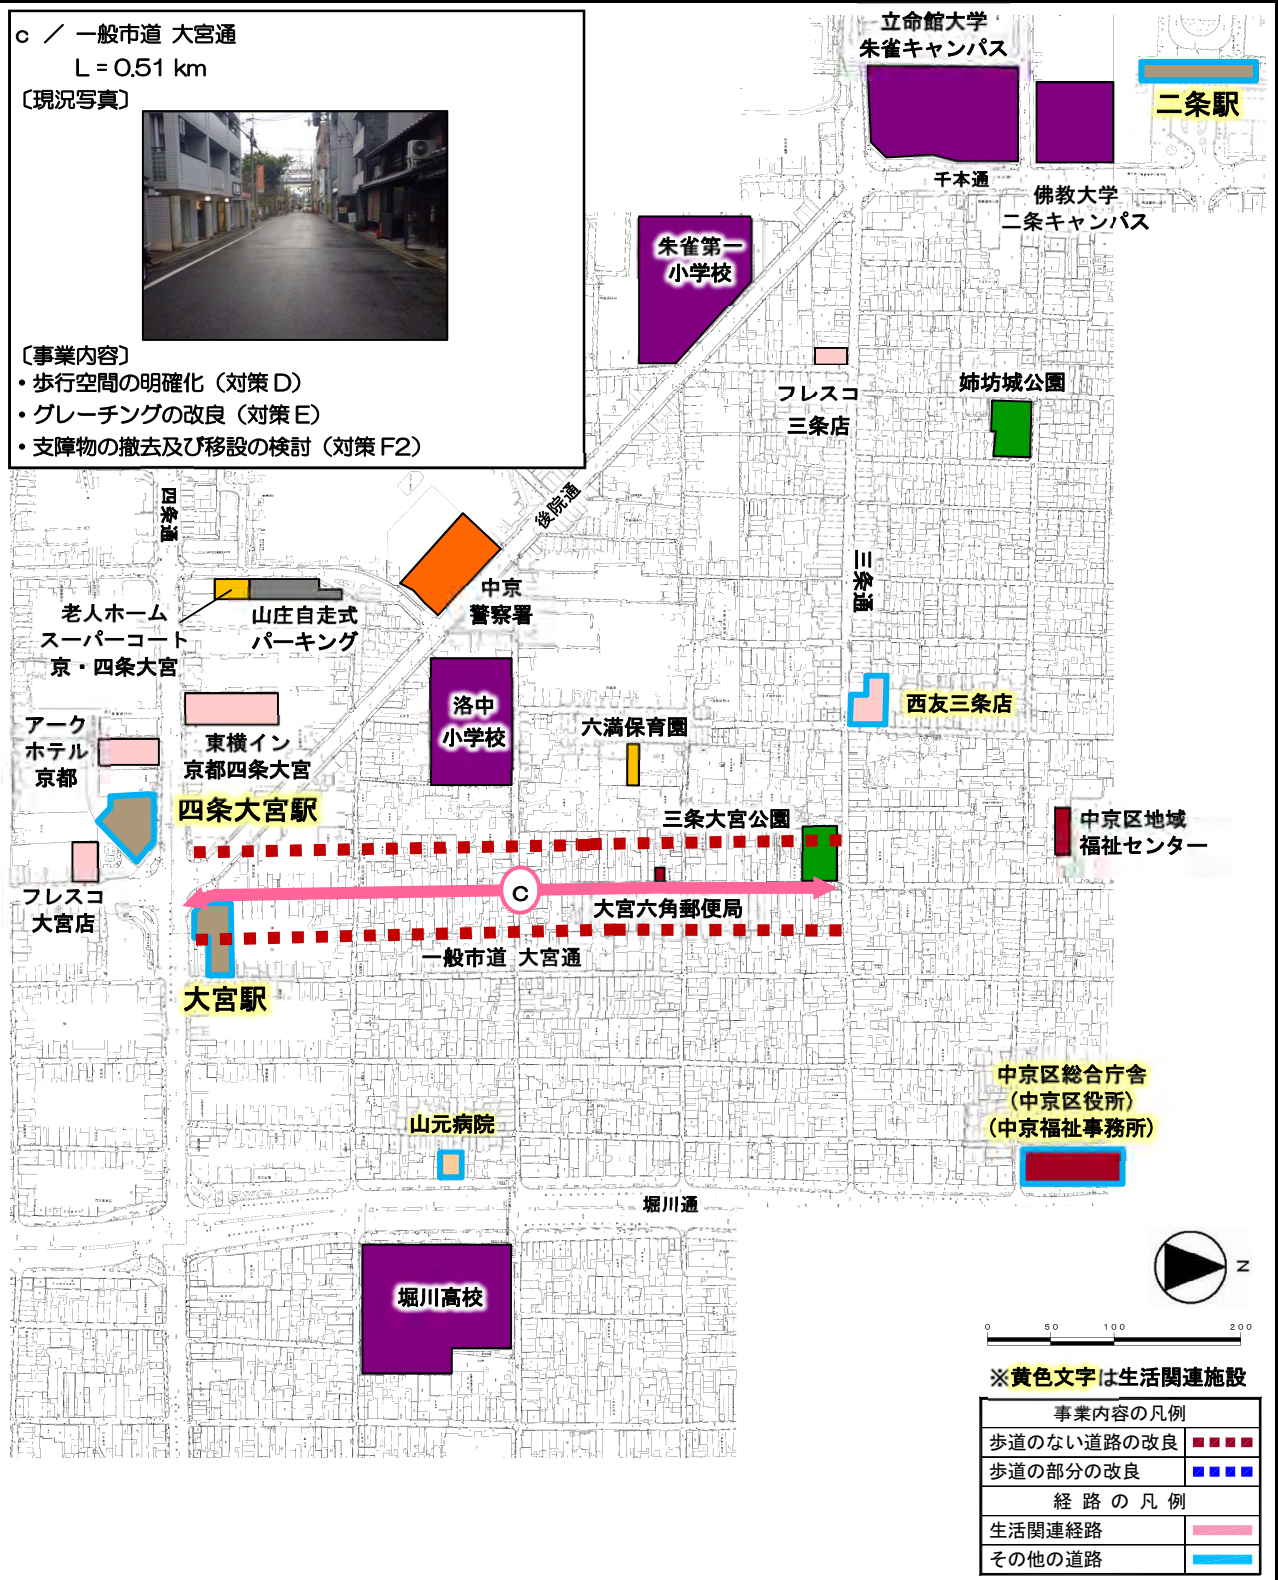 c ／ 一般市道 大宮通
L = 0.51 km
〔現況写真〕
〔事業内容〕
・歩行空間の明確化（対策 D）
・グレーチングの改良（対策 E）
・支障物の撤去及び移設の検討（対策 F2）
立命館大学
朱雀キャンパス
二条駅
千本通
佛教大学
二条キャンパス
朱雀第一
小学校
フレスコ
三条店
姉坊城公園
四条通
後院通
三条通
中京
警察署
老人ホーム
スーパーコート
京・四条大宮
山庄自走式
パーキング
洛中
小学校
六満保育園
西友三条店
アーク
ホテル
京都
東横イン
京都四条大宮
四条大宮駅
三条大宮公園
中京区地域
福祉センター
フレスコ
大宮店
c
大宮六角郵便局
一般市道 大宮通
大宮駅
中京区総合庁舎
（中京区役所）
（中京福祉事務所）
山元病院
堀川通
堀川高校
N
0 50 100 200
※黄色文字は生活関連施設
事業内容の凡例
歩道のない道路の改良
歩道の部分の改良
経 路 の 凡 例
生活関連経路
その他の道路